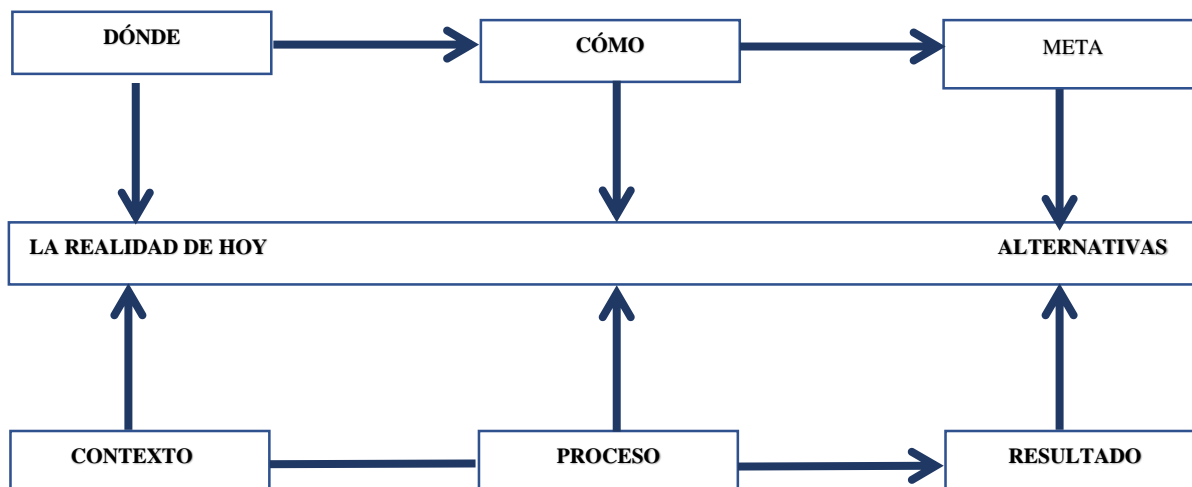 DÓNDE
CÓMO
META
LA REALIDAD DE HOY
ALTERNATIVAS
CONTEXTO
PROCESO
RESULTADO